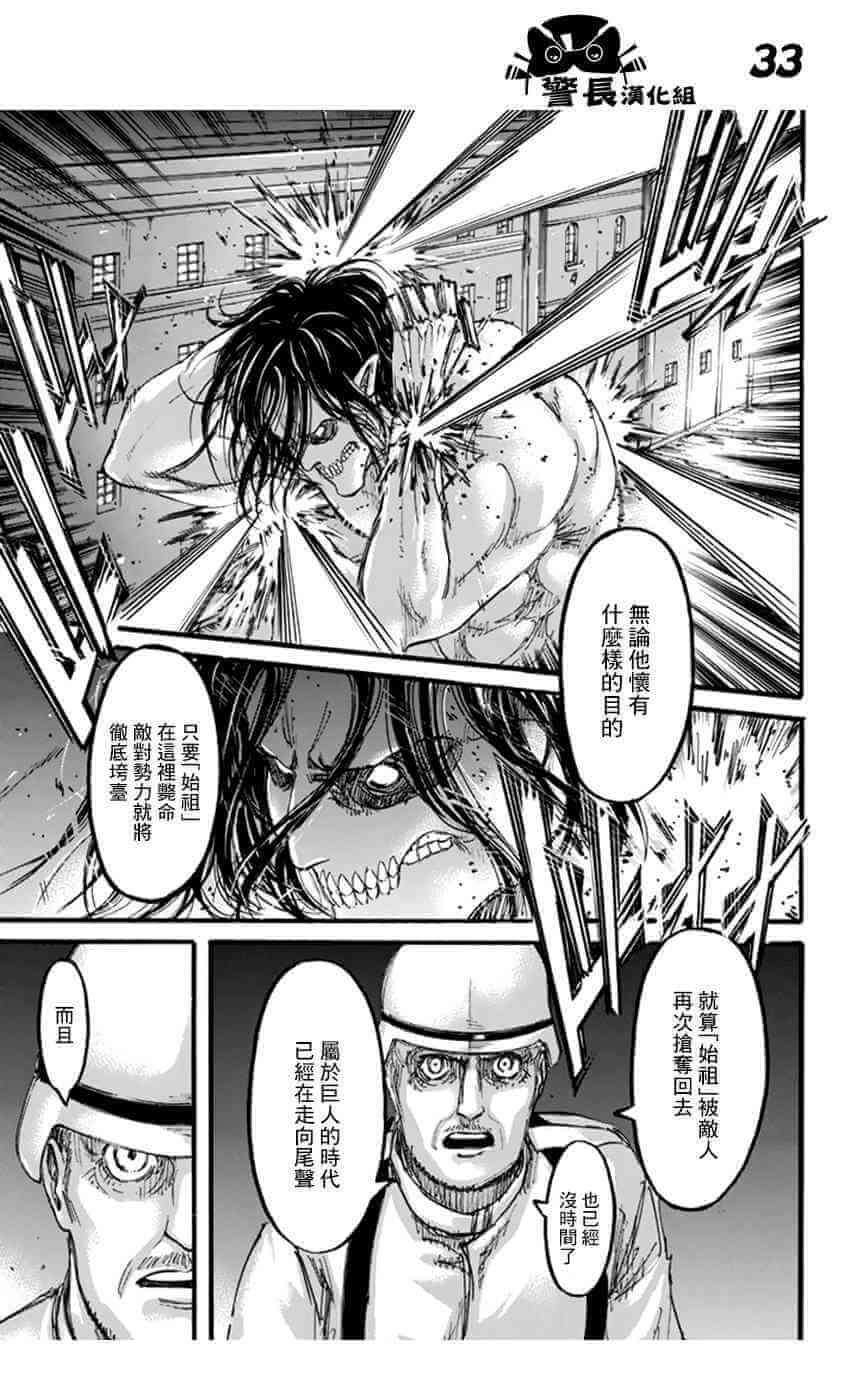 警長漢化組
33
無論他懷有
什麼樣的目的
只要「始祖」
在這裡斃命
敵對勢力就將
徹底垮臺
就算「始祖」被敵人
再次搶奪回去
也已經
沒時間了
屬於巨人的時代
已經在走向尾聲
而且